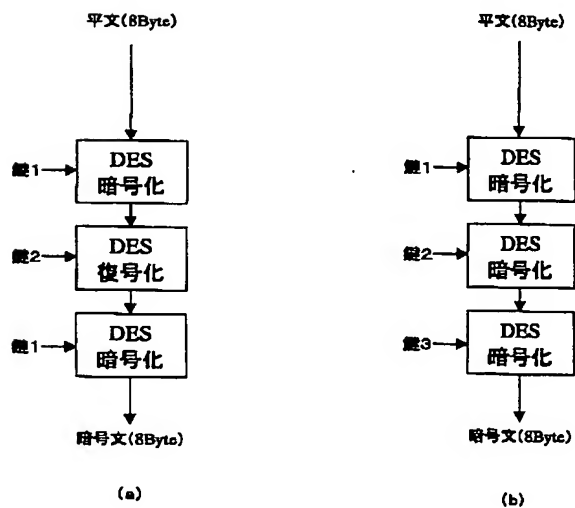 平文(8Byte)
鍵1
DES
暗号化
鍵2
DES
復号化
鍵1
DES
暗号化
暗号文(8Byte)
(a)
平文(8Byte)
鍵1
DES
暗号化
鍵2
DES
暗号化
鍵3
DES
暗号化
暗号文(8Byte)
(b)